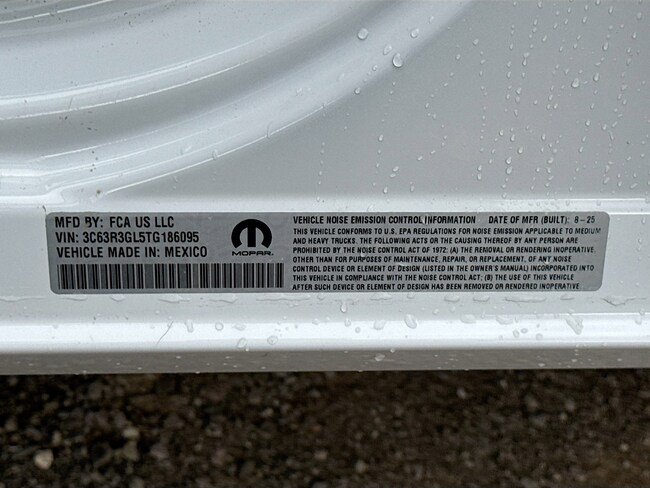 MFD BY: FCA US LLC
VIN: 3C63R3GL5TG186095
VEHICLE MADE IN: MEXICO
MOPAR
VEHICLE NOISE EMISSION CONTROL INFORMATION DATE OF MFR (BUILT): 8-25
THIS VEHICLE CONFORMS TO U.S. EPA REGULATIONS FOR NOISE EMISSION APPLICABLE TO MEDIUM
AND HEAVY TRUCKS. THE FOLLOWING ACTS OR THE CAUSING THEREOF BY ANY PERSON ARE
PROHIBITED BY THE NOISE CONTROL ACT OF 1972: (A) THE REMOVAL OR RENDERING INOPERATIVE,
OTHER THAN FOR PURPOSES OF MAINTENANCE, REPAIR, OR REPLACEMENT, OF ANY NOISE
CONTROL DEVICE OR ELEMENT OF DESIGN (LISTED IN THE OWNER'S MANUAL) INCORPORATED INTO
THIS VEHICLE IN COMPLIANCE WITH THE NOISE CONTROL ACT; (B) THE USE OF THIS VEHICLE
AFTER SUCH DEVICE OR ELEMENT OF DESIGN HAS BEEN REMOVED OR RENDERED INOPERATIVE